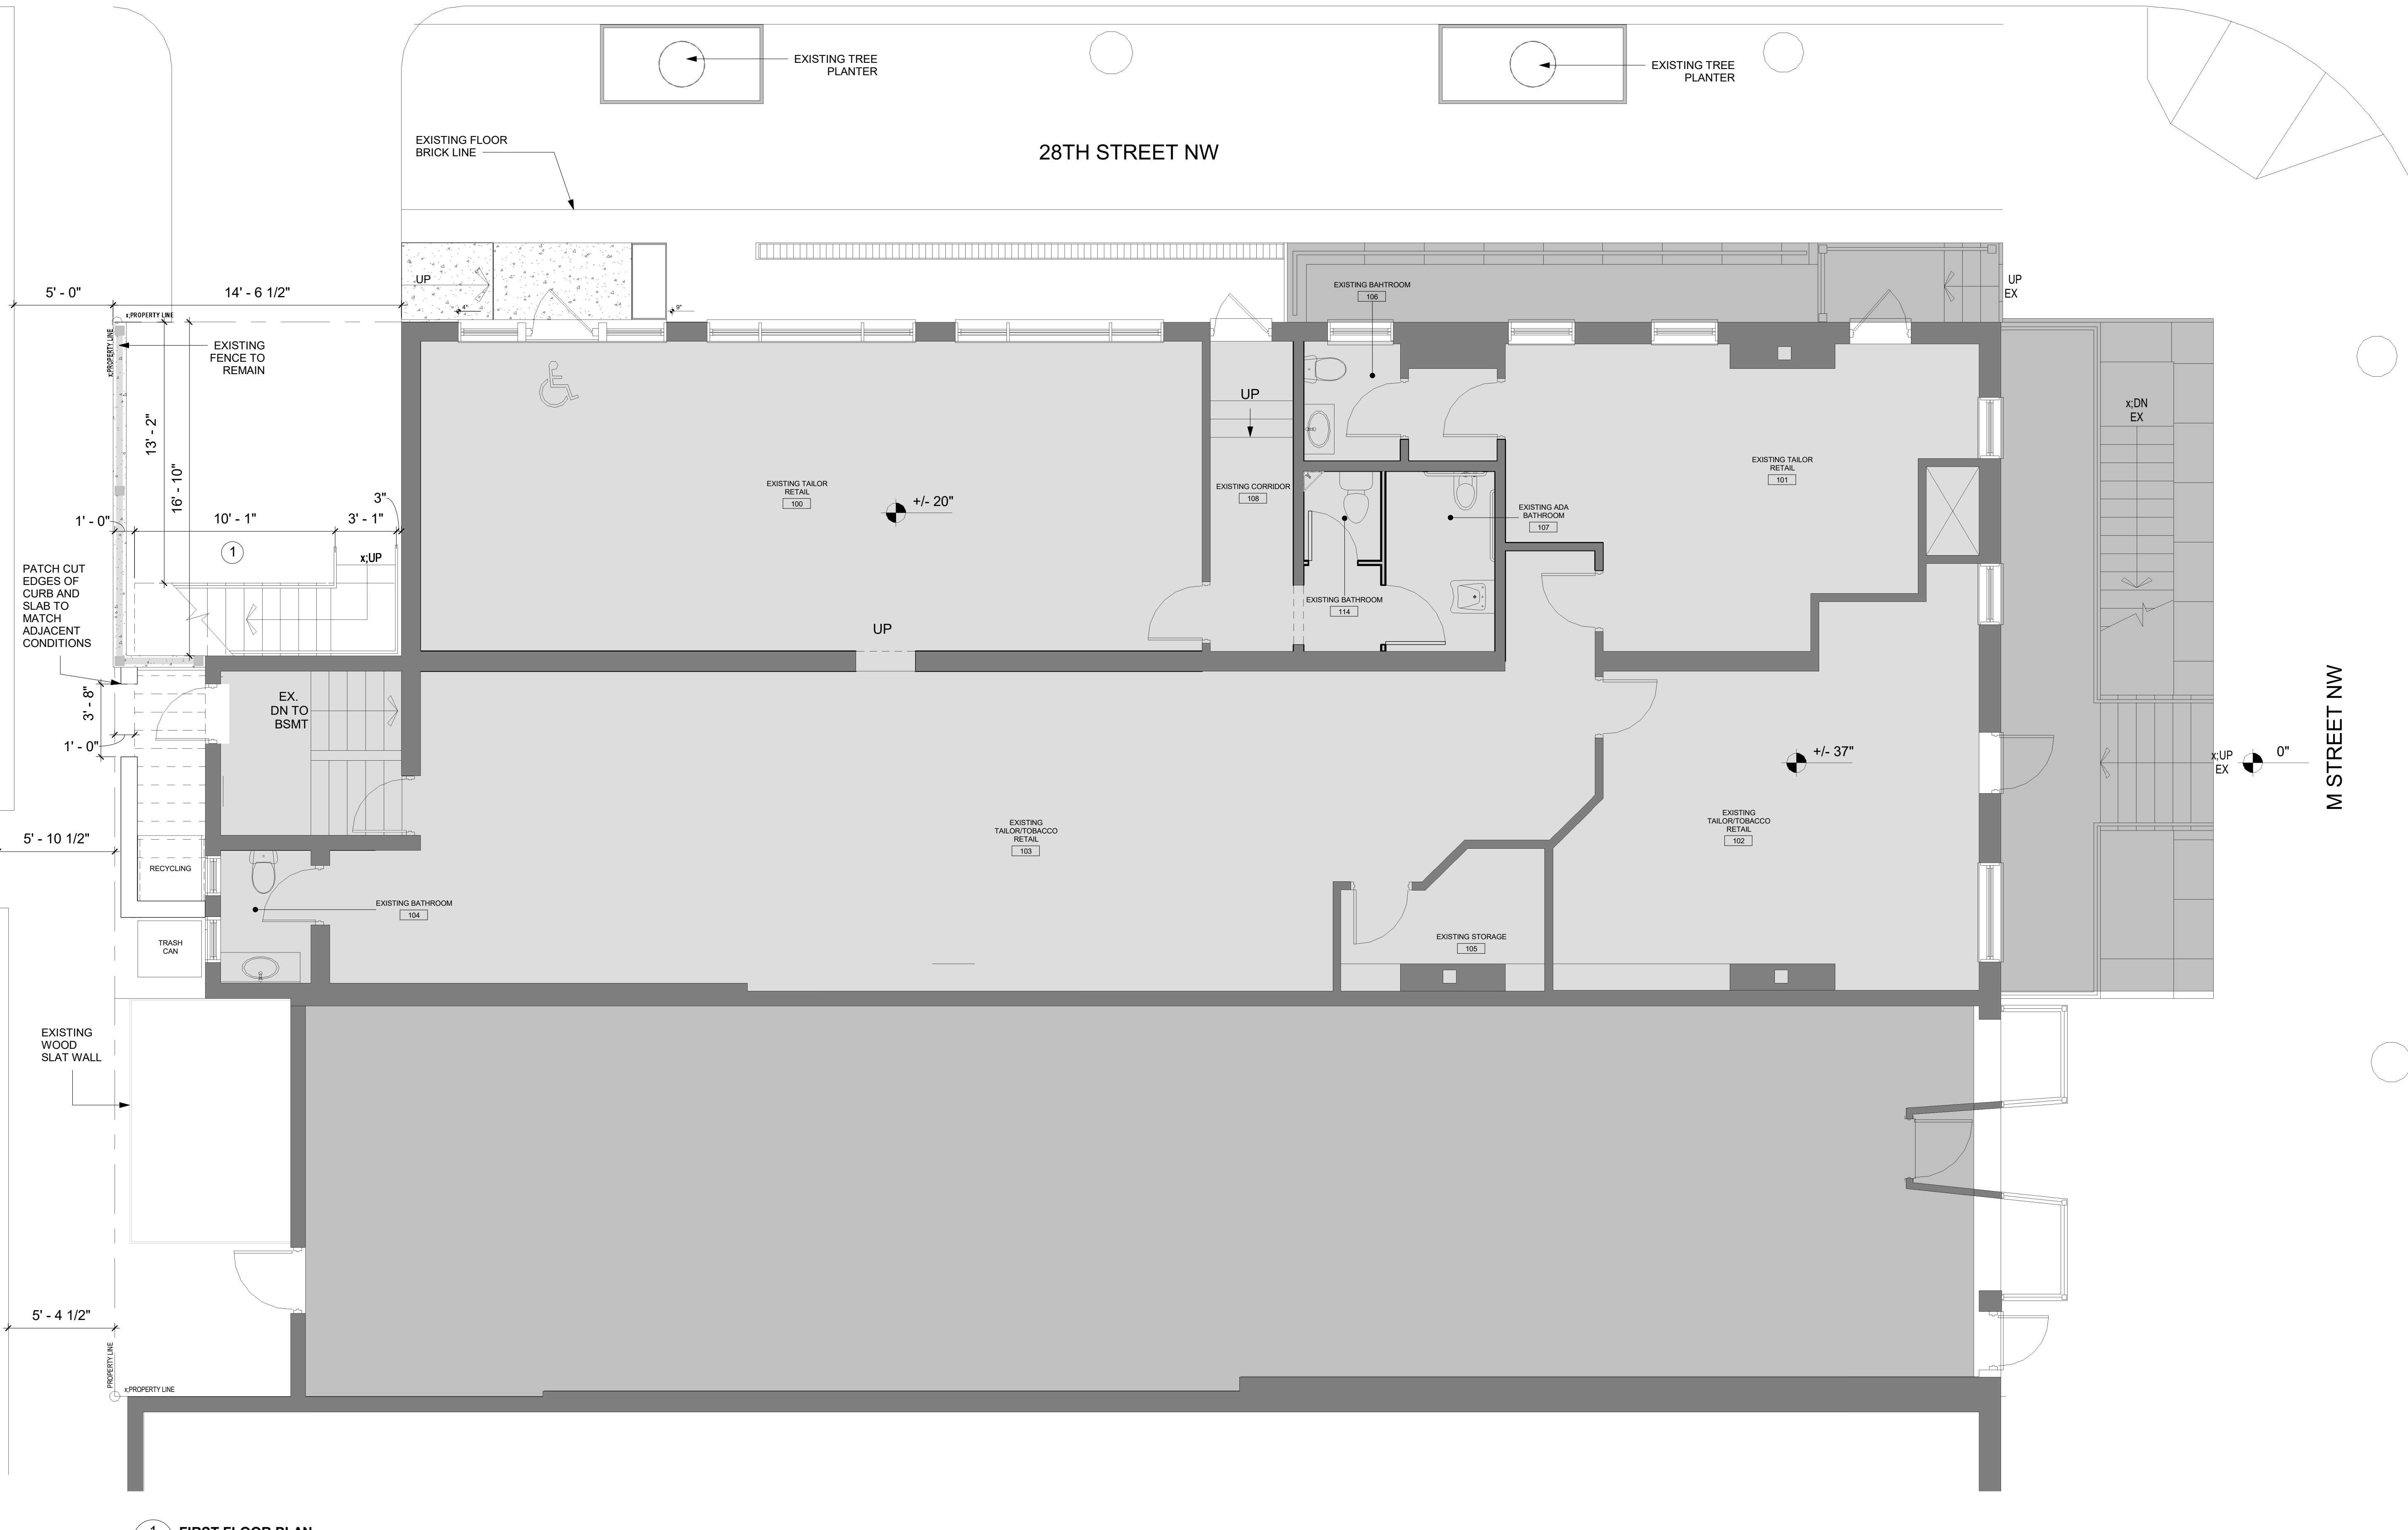 EXISTING TREE
PLANTER
EXISTING TREE
PLANTER
EXISTING FLOOR
BRICK LINE
28TH STREET NW
UP
4"
9"
5' - 0"
14' - 6 1/2"
x;PROPERTY LINE
x;PROPERTY LINE
EXISTING
FENCE TO
REMAIN
13' - 2"
16' - 10"
1' - 0"
10' - 1"
3' - 1"
3"
1
x;UP
PATCH CUT
EDGES OF
CURB AND
SLAB TO
MATCH
ADJACENT
CONDITIONS
3' - 8"
1' - 0"
EX.
DN TO
BSMT
5' - 10 1/2"
RECYCLING
TRASH
CAN
EXISTING BATHROOM
104
EXISTING TAILOR
RETAIL
100
+/- 20"
UP
UP
EXISTING CORRIDOR
108
EXISTING BAHTROOM
106
EXISTING ADA
BATHROOM
107
EXISTING BATHROOM
114
EXISTING TAILOR
RETAIL
101
UP
EX
x;DN
EX
EXISTING
TAILOR/TOBACCO
RETAIL
103
EXISTING
TAILOR/TOBACCO
RETAIL
102
+/- 37"
EXISTING STORAGE
105
x;UP
EX
0"
M STREET NW
EXISTING
WOOD
SLAT WALL
5' - 4 1/2"
PROPERTY LINE
x;PROPERTY LINE
1
FIRST FLOOR PLAN